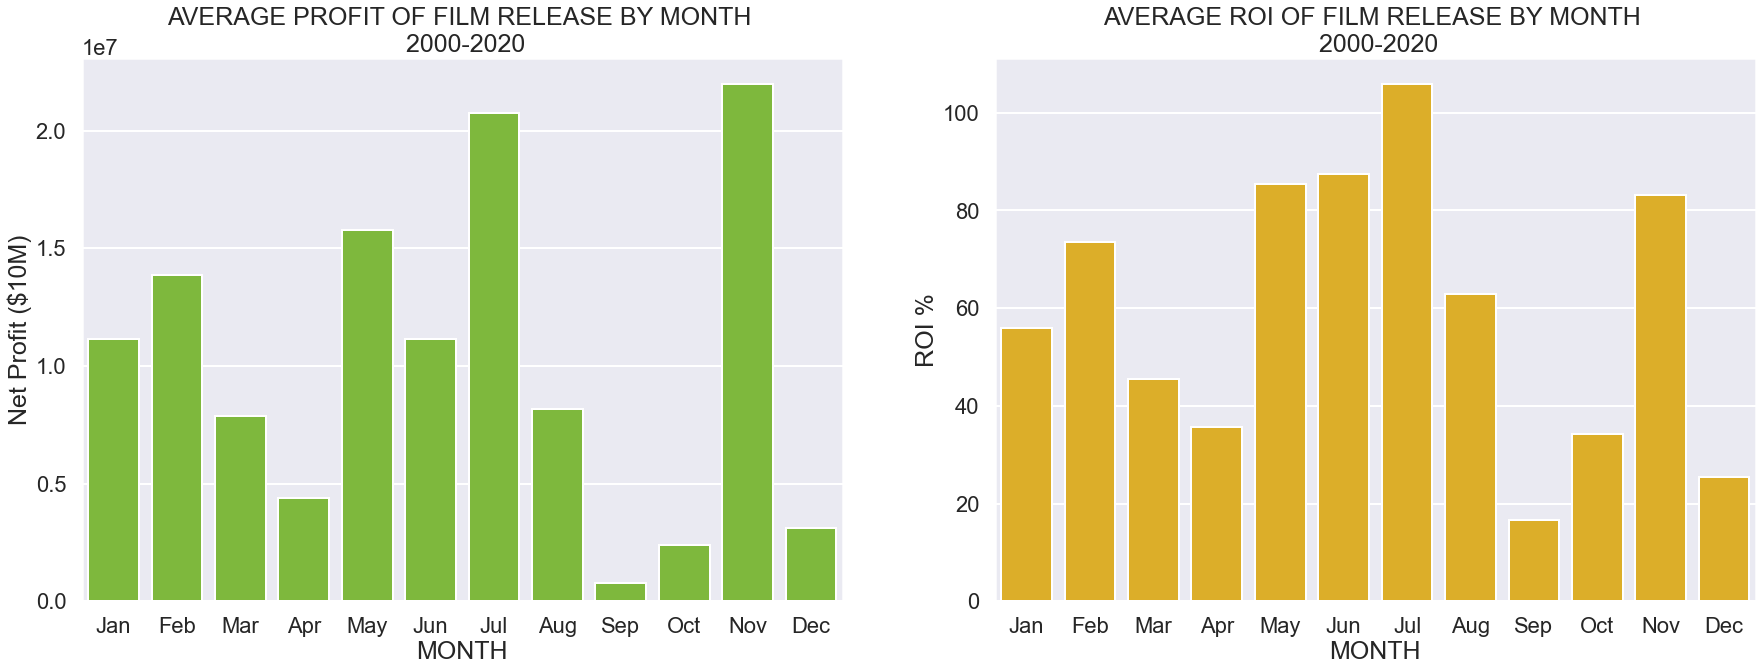 AVERAGE PROFIT OF FILM RELEASE BY MONTH
2000-2020
1e7
2.0
1.5
1.0
0.5
0.0
Net Profit ($10M)
Jan Feb Mar Apr May Jun Jul Aug Sep Oct Nov Dec
MONTH
AVERAGE ROI OF FILM RELEASE BY MONTH
2000-2020
100
80
60
40
20
0
ROI %
Jan Feb Mar Apr May Jun Jul Aug Sep Oct Nov Dec
MONTH